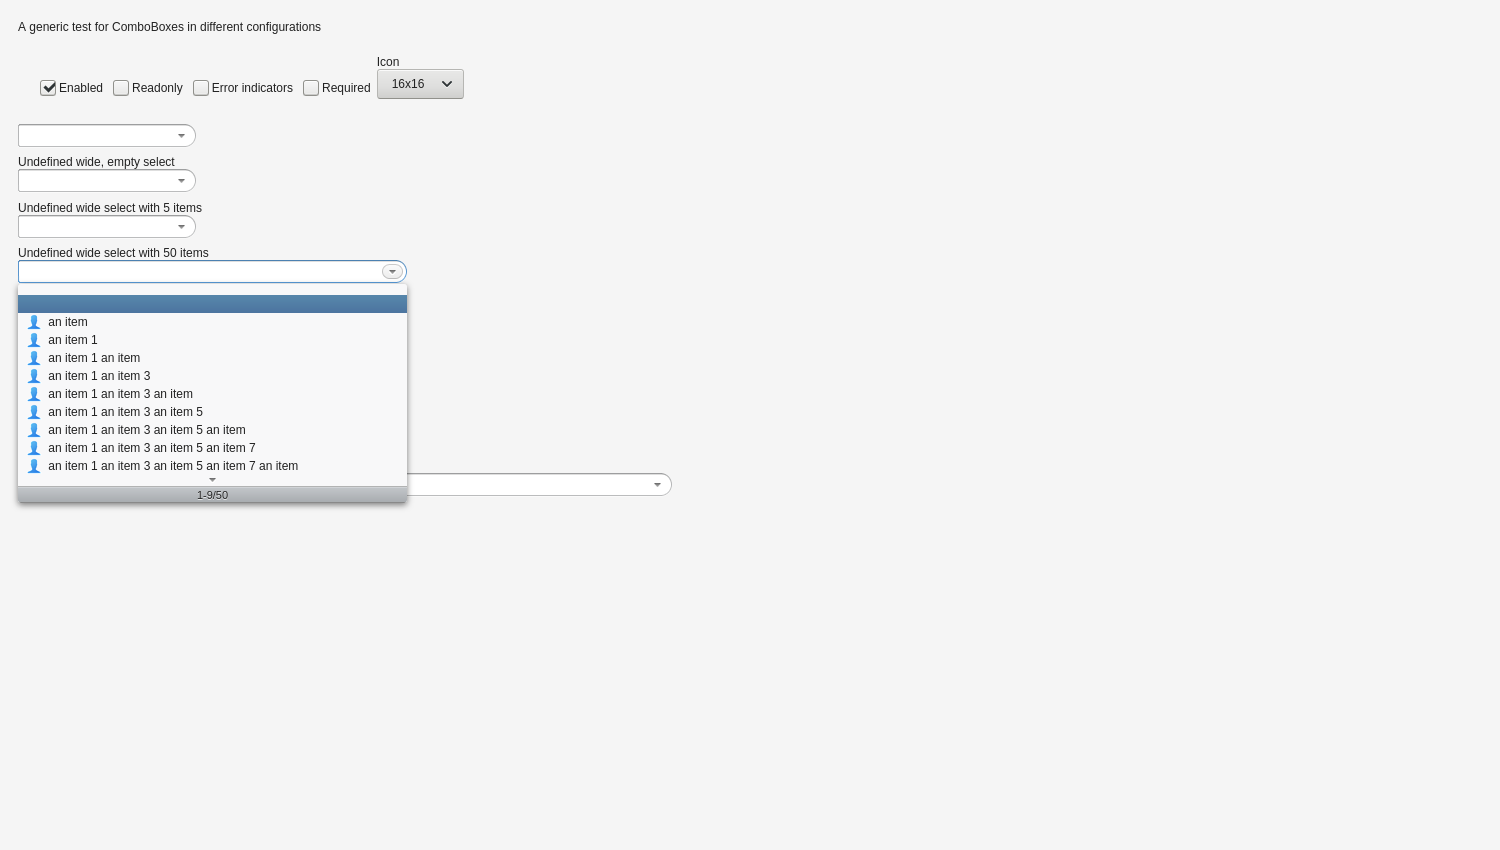 A generic test for ComboBoxes in different configurations
Icon
Enabled Readonly Error indicators Required 16x16
Undefined wide, empty select
Undefined wide select with 5 items
Undefined wide select with 50 items
an item
an item 1
an item 1 an item
an item 1 an item 3
an item 1 an item 3 an item
an item 1 an item 3 an item 5
an item 1 an item 3 an item 5 an item
an item 1 an item 3 an item 5 an item 7
an item 1 an item 3 an item 5 an item 7 an item
1-9/50